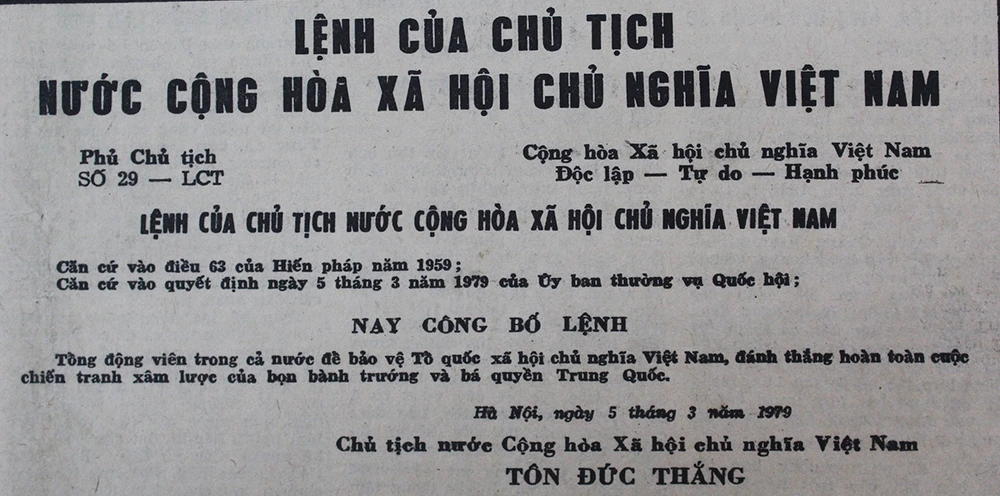 LỆNH CỦA CHỦ TỊCH
NƯỚC CỘNG HÒA XÃ HỘI CHỦ NGHĨA VIỆT NAM
Phủ Chủ tịch
SỐ 29 — LCT
Cộng hòa Xã hội chủ nghĩa Việt Nam
Độc lập — Tự do — Hạnh phúc
LỆNH CỦA CHỦ TỊCH NƯỚC CỘNG HÒA XÃ HỘI CHỦ NGHĨA VIỆT NAM
Căn cứ vào điều 63 của Hiến pháp năm 1959;
Căn cứ vào quyết định ngày 5 tháng 3 năm 1979 của Ủy ban thường vụ Quốc hội;
NAY CÔNG BỐ LỆNH
Tổng động viên trong cả nước để bảo vệ Tổ quốc xã hội chủ nghĩa Việt Nam, đánh thắng hoàn toàn cuộc
chiến tranh xâm lược của bọn bành trướng và bá quyền Trung Quốc.
Hà Nội, ngày 5 tháng 3 năm 1979
Chủ tịch nước Cộng hòa Xã hội chủ nghĩa Việt Nam
TÔN ĐỨC THẮNG